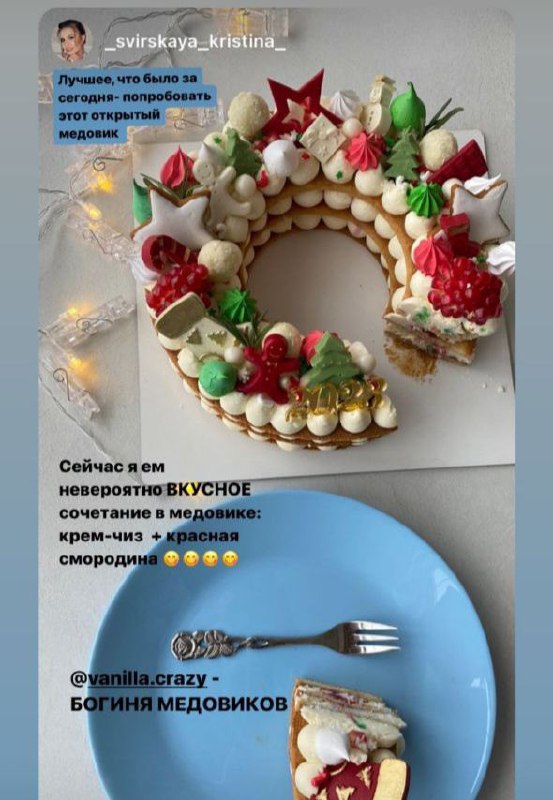 _svirskaya_kristina_
Лучшее, что было за
сегодня- попробовать
этот открытый
медовик
Сейчас я ем
невероятно ВКУСНОЕ
сочетание в медовике:
крем-чиз + красная
смородина 😋😋😋😋
@vanilla.crazy -
БОГИНЯ МЕДОВИКОВ